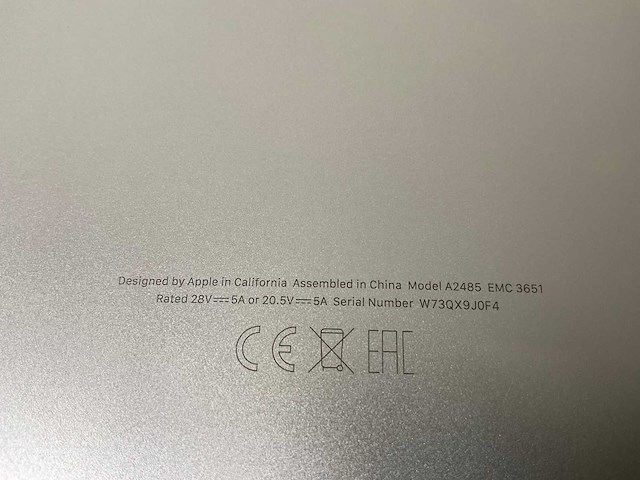 Designed by Apple in California Assembled in China Model A2485 EMC 3651
Rated 28V⎓5A or 20.5V⎓5A Serial Number W73QX9J0F4
CE EAC